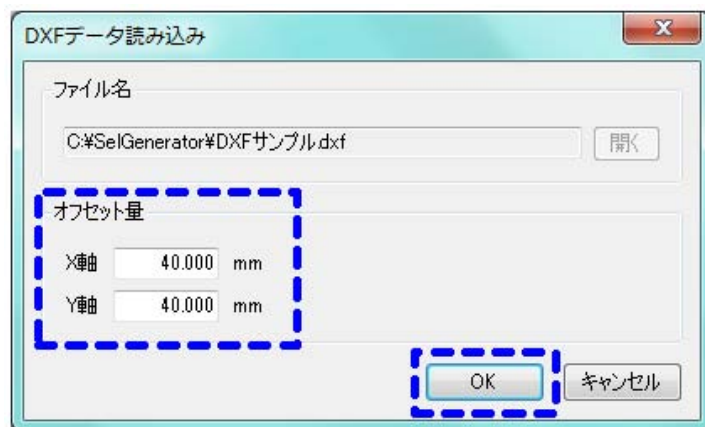 DXFデータ読み込み
ファイル名
C:¥SelGenerator¥DXFサンプル.dxf
開く
オフセット量
X軸 40.000 mm
Y軸 40.000 mm
OK キャンセル